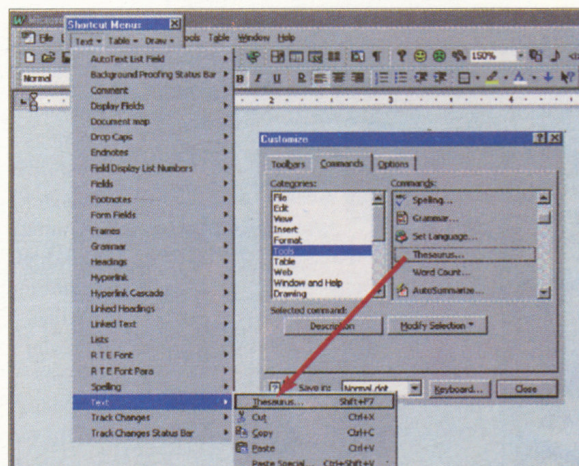 Shortcut Menus
Text Table Draw
ools Table Window Help
150%
Normal
B I U
2 3 4
AutoText List Field
Background Proofing Status Bar
Comment
Display Fields
Document map
Drop Caps
Endnotes
Field Display List Numbers
Fields
Footnotes
Form Fields
Frames
Grammar
Headings
Hyperlink
Hyperlink Cascade
Linked Headings
Linked Text
Lists
R T E Font
R T E Font Para
Spelling
Text
Track Changes
Track Changes Status Bar
Thesaurus... Shift+F7
Cut Ctrl+X
Copy Ctrl+C
Paste Ctrl+V
Paste Special... Ctrl+Shift+V
Customize
Toolbars Commands Options
Categories:
File
Edit
View
Insert
Format
Tools
Table
Web
Window and Help
Drawing
Commands:
Spelling...
Grammar...
Set Language...
Thesaurus...
Word Count...
AutoSummarize...
Selected command:
Description Modify Selection
Save in: Normal.dot Keyboard... Close